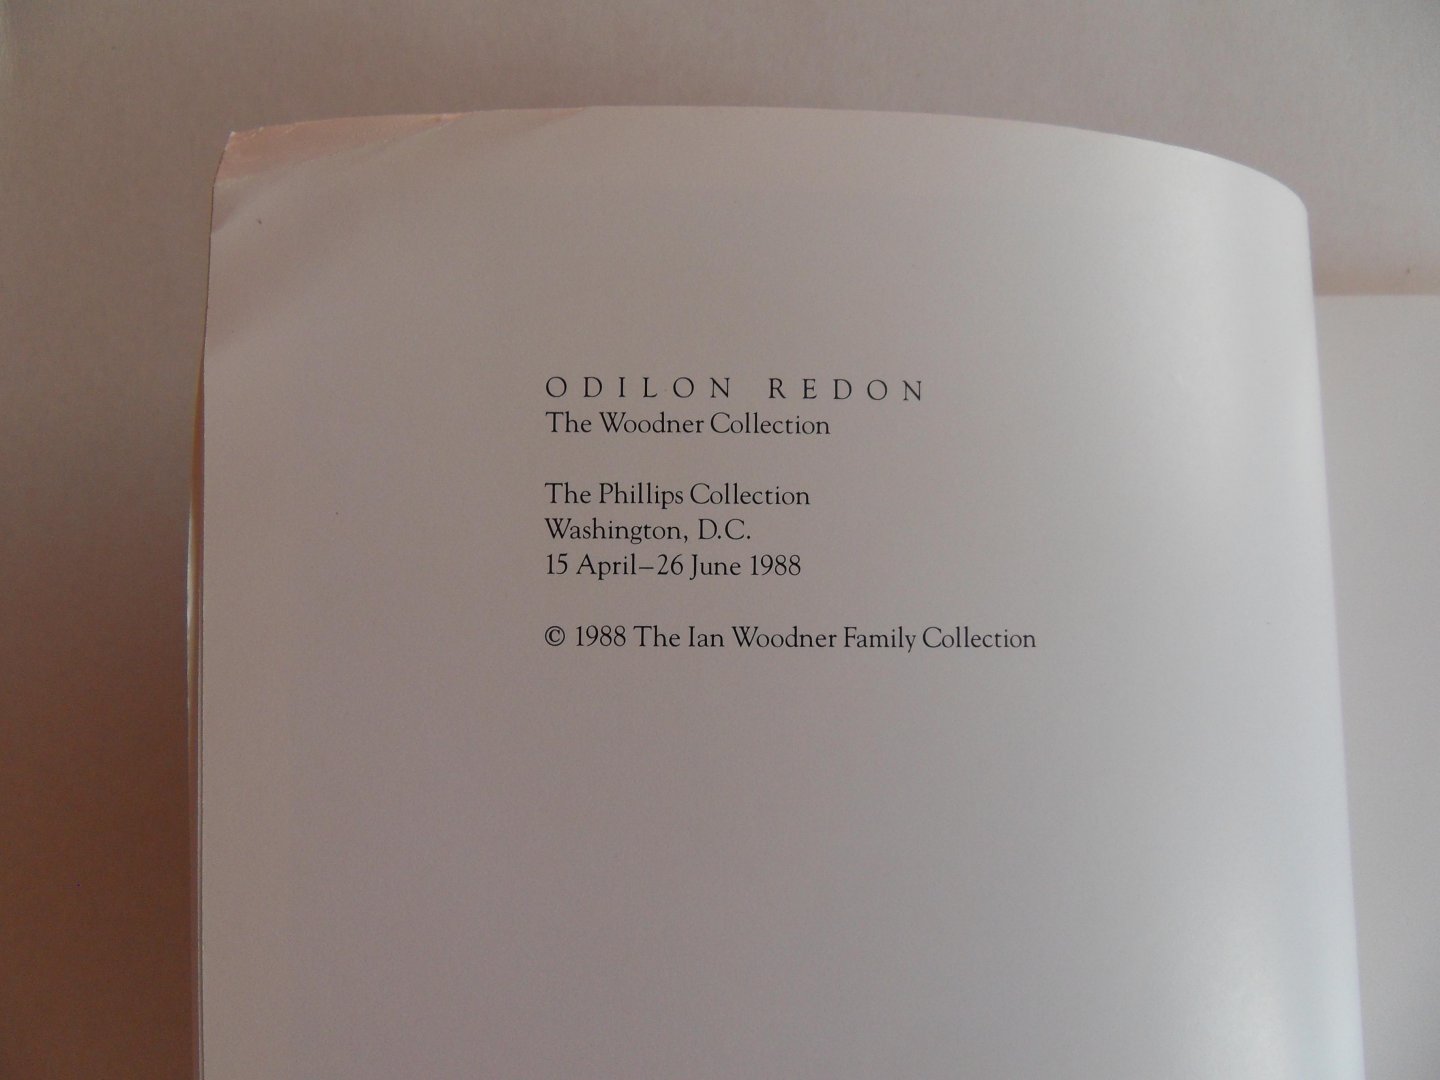 ODILON REDON
The Woodner Collection
The Phillips Collection
Washington, D.C.
15 April–26 June 1988
© 1988 The Ian Woodner Family Collection